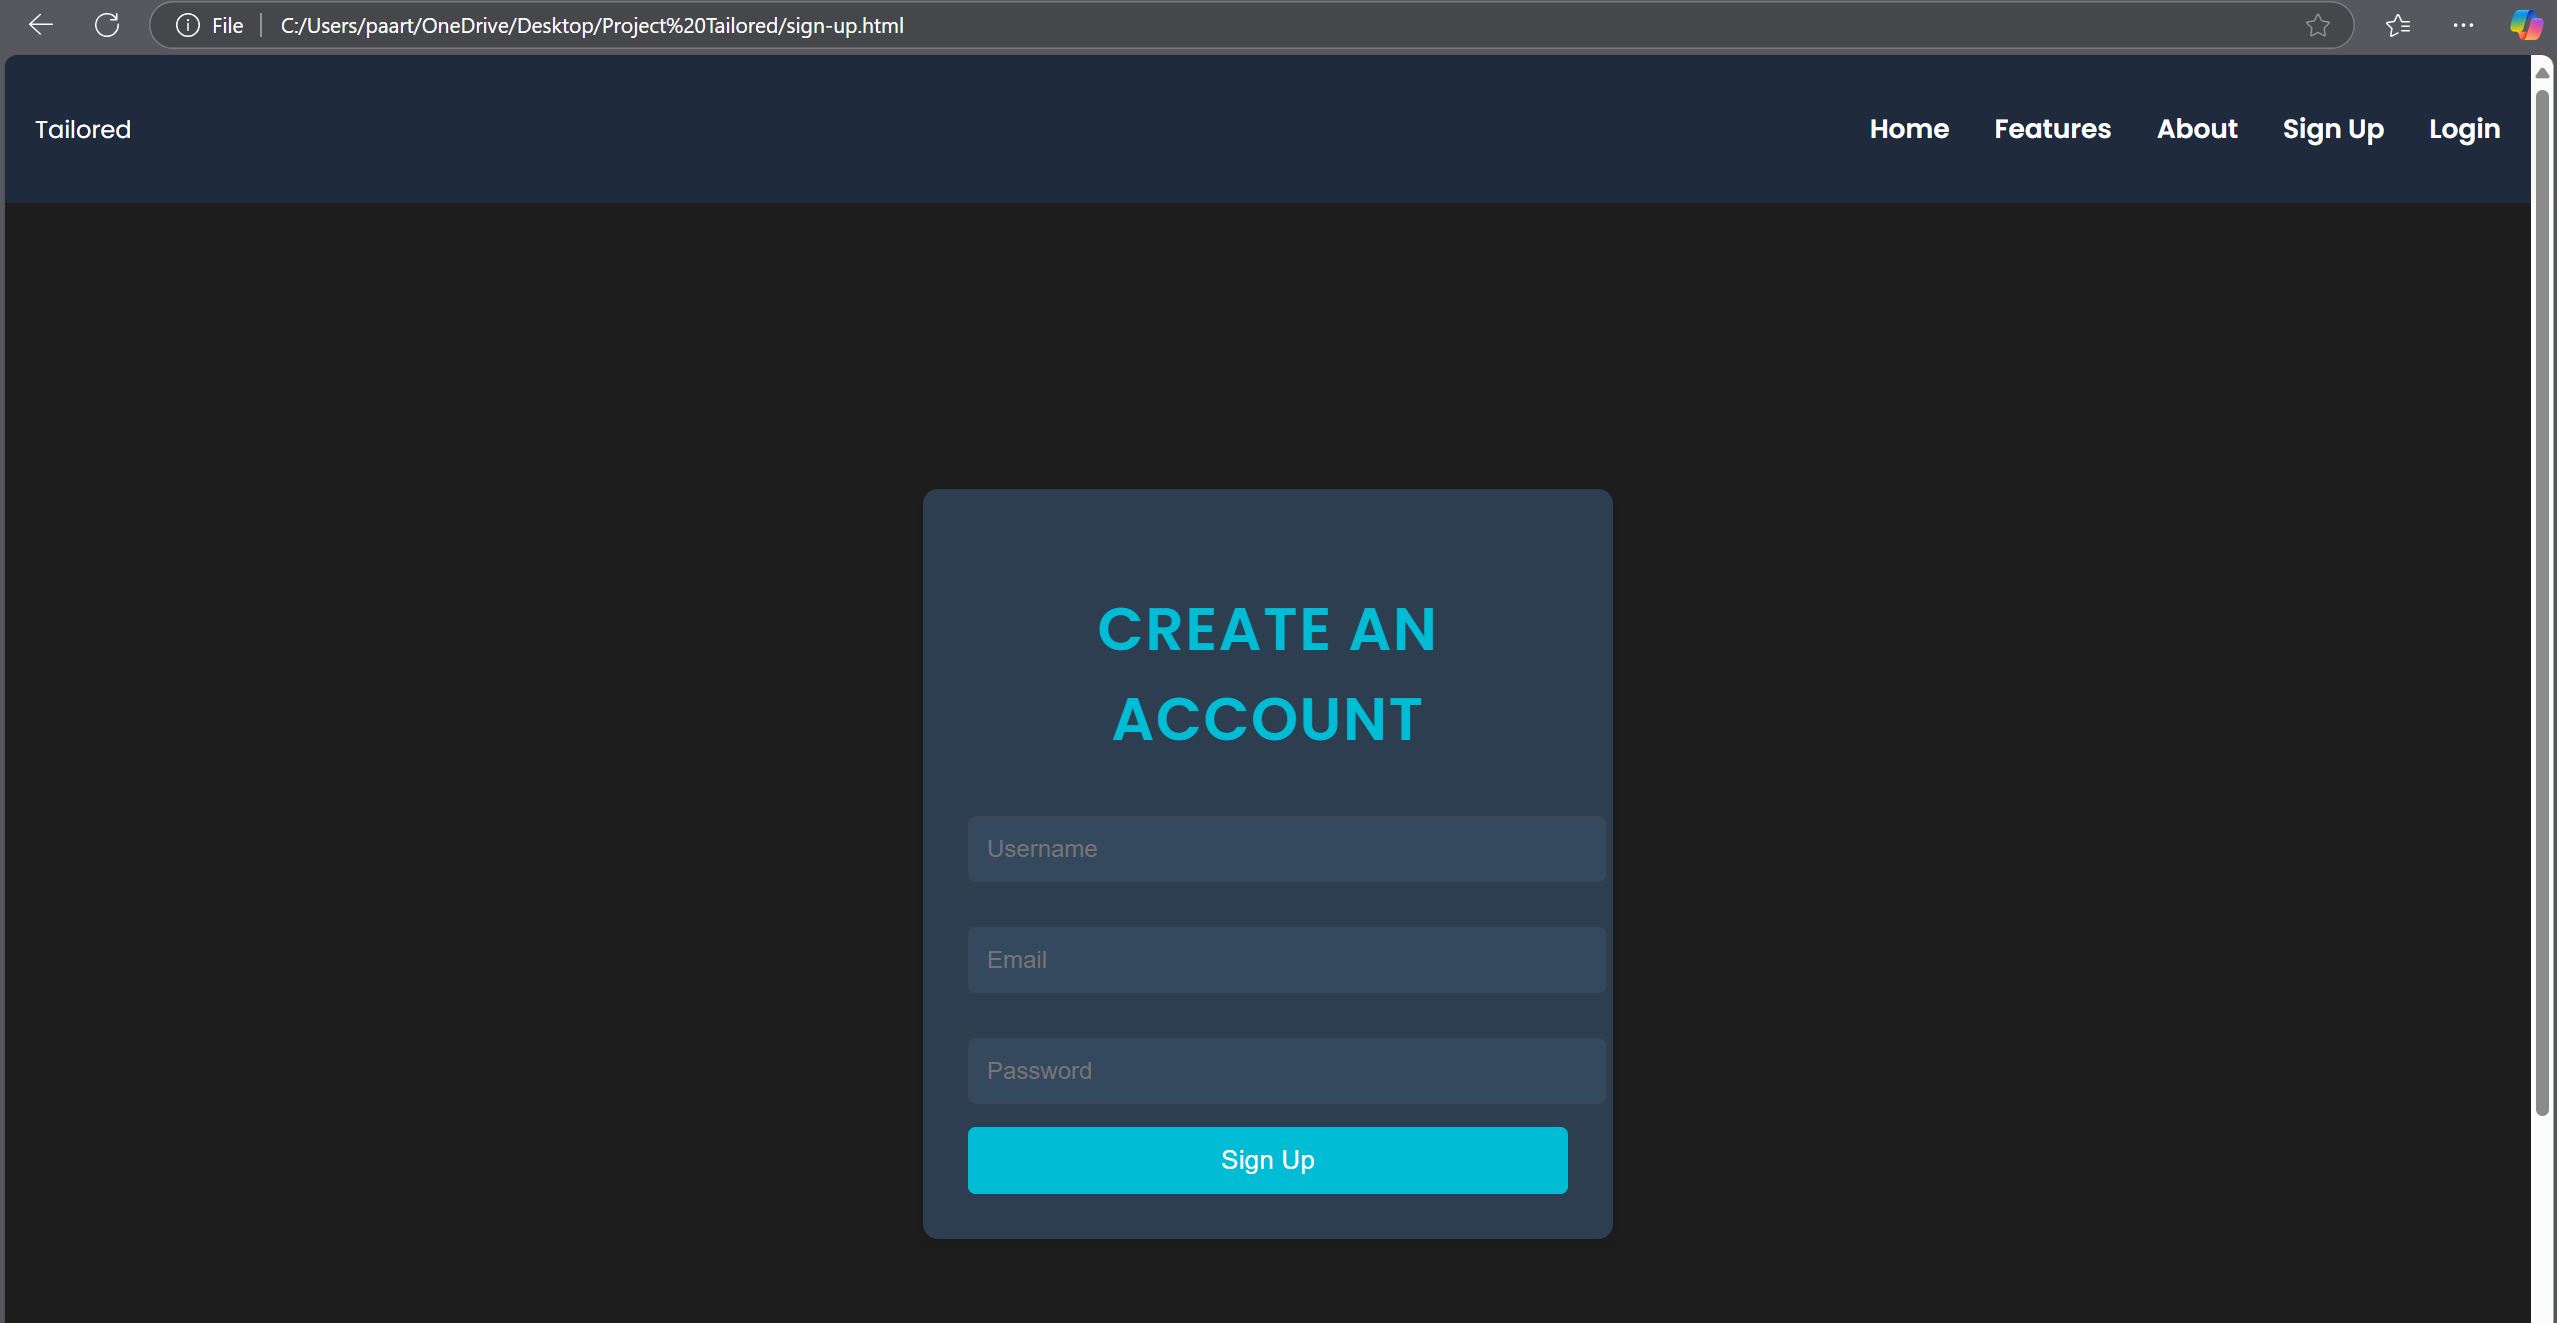 File C:/Users/paart/OneDrive/Desktop/Project%20Tailored/sign-up.html
Tailored Home Features About Sign Up Login
CREATE AN
ACCOUNT
Username
Email
Password
Sign Up